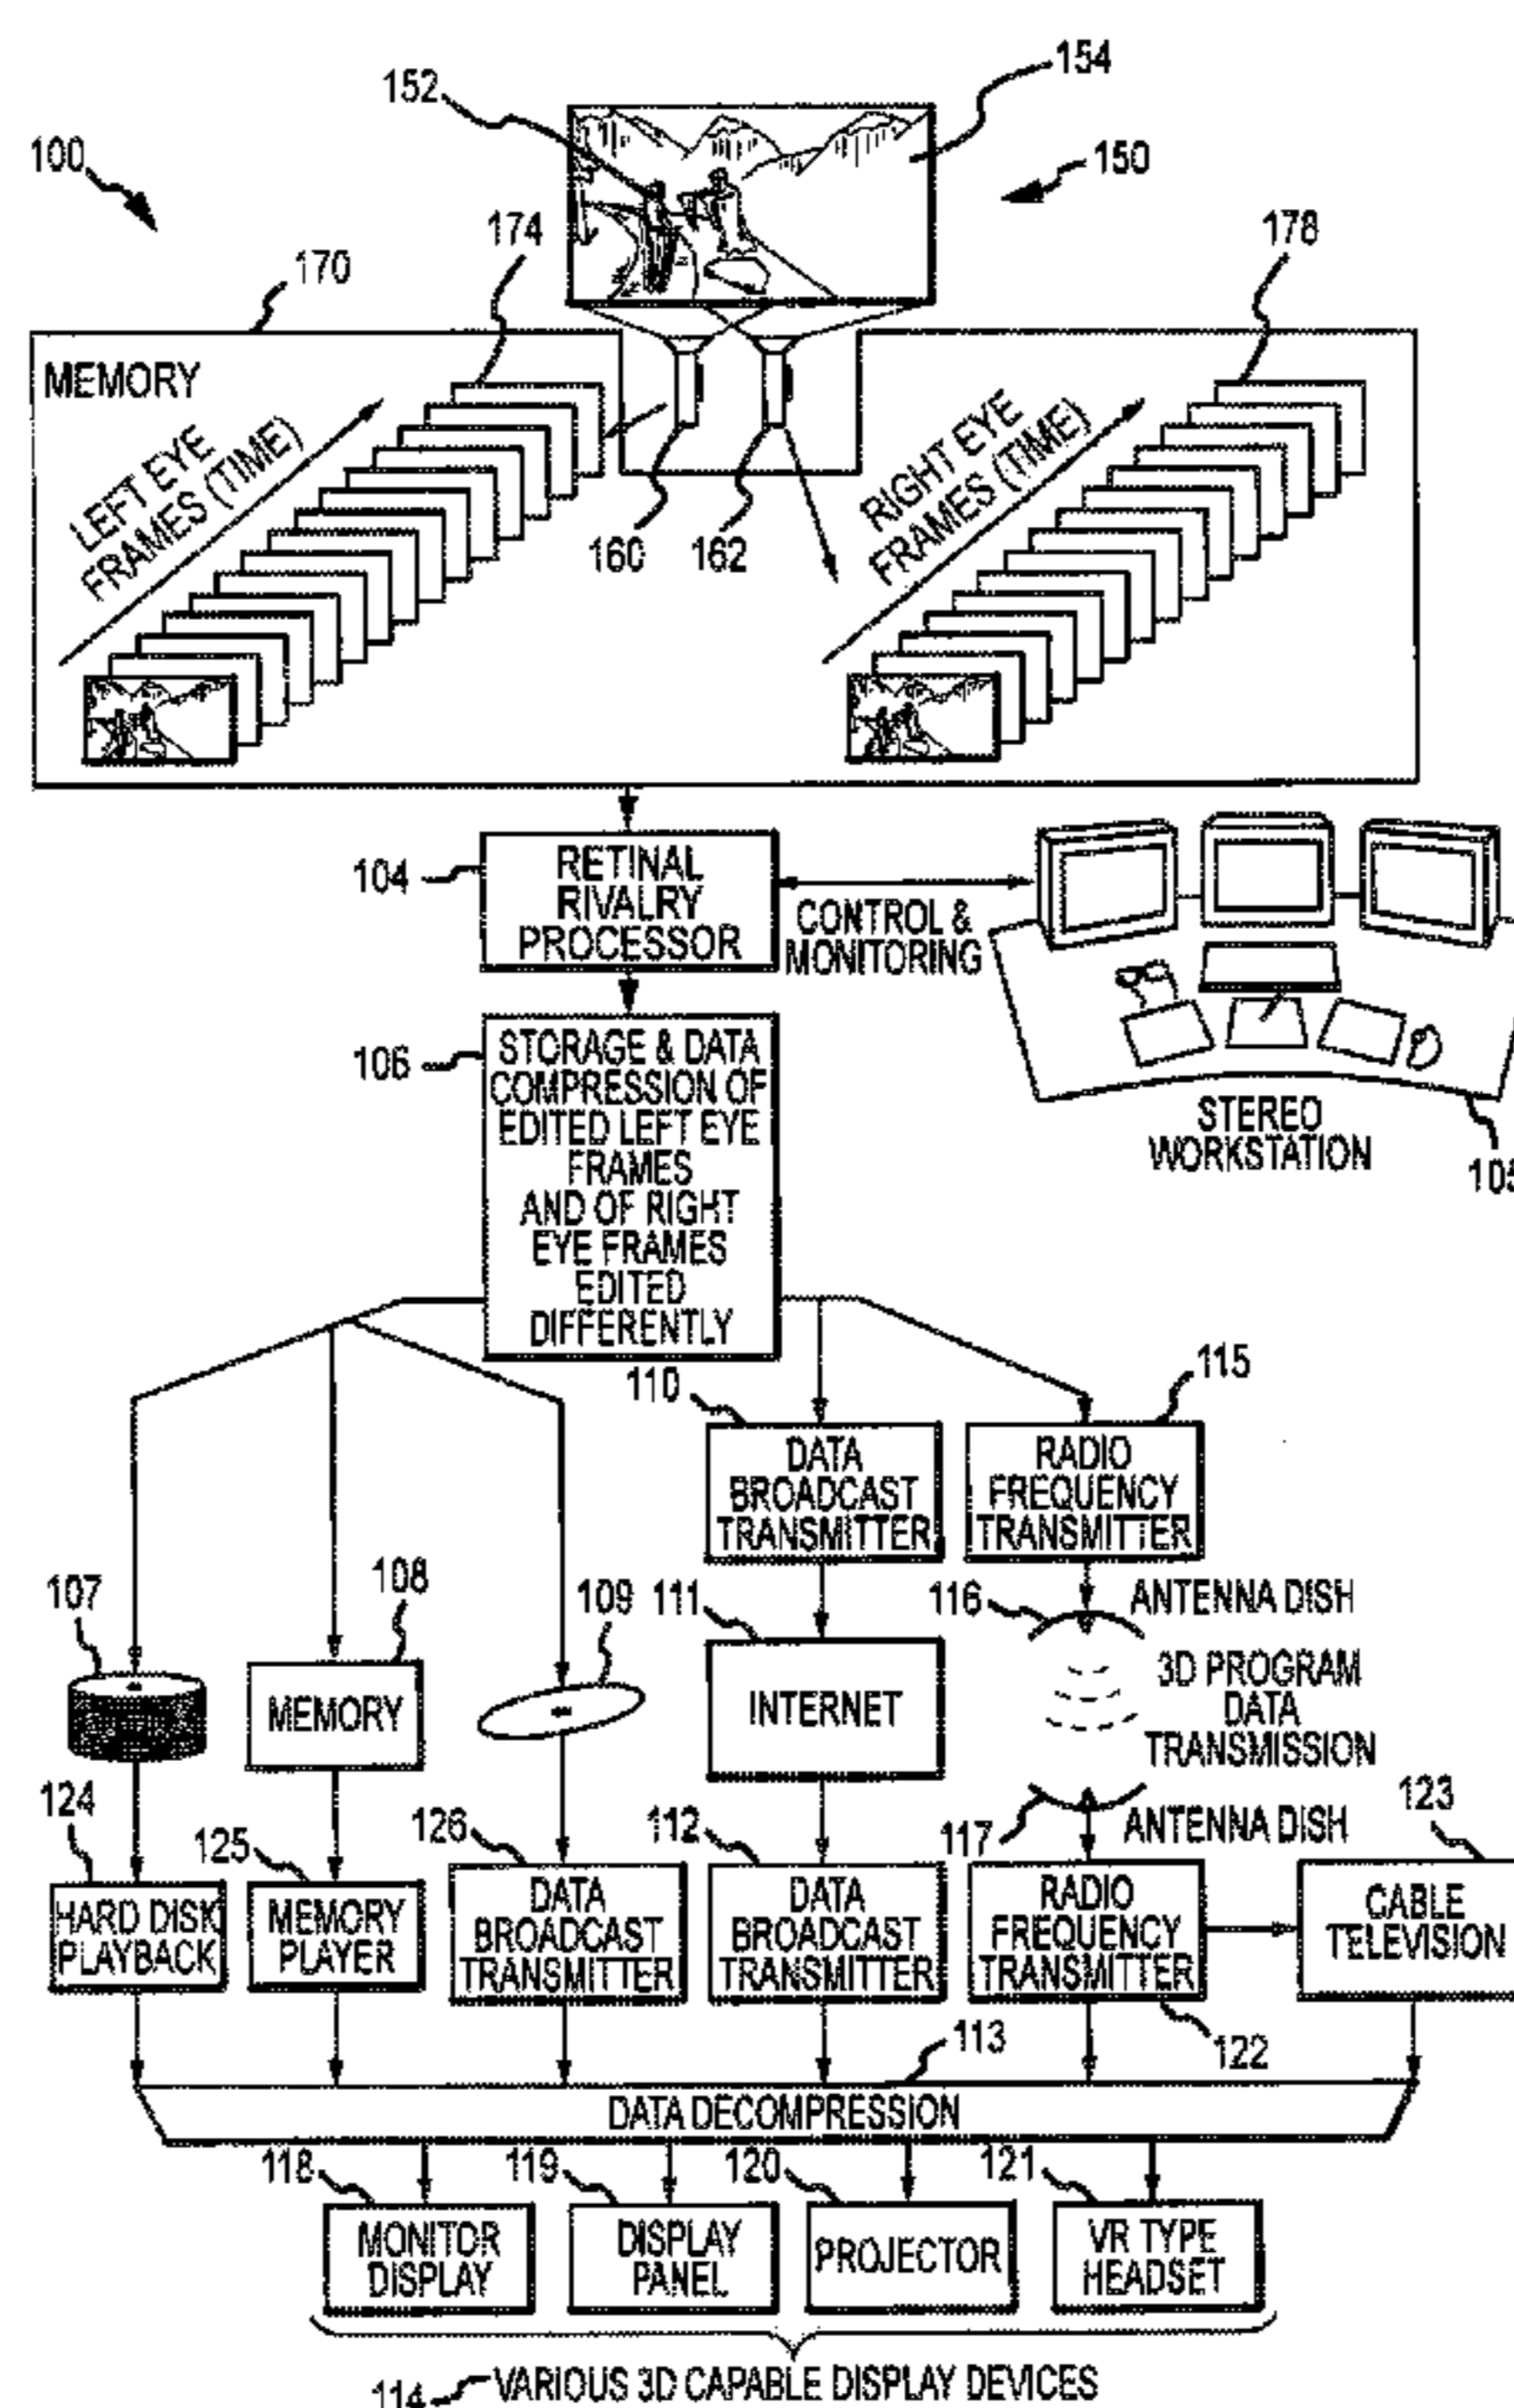 154
152
100
150
174
178
170
MEMORY
LEFT EYE
FRAMES (TIME)
RIGHT EYE
FRAMES (TIME)
160
162
104
RETINAL
RIVALRY
PROCESSOR
CONTROL &
MONITORING
106
STORAGE & DATA
COMPRESSION OF
EDITED LEFT EYE
FRAMES
AND OF RIGHT
EYE FRAMES
EDITED
DIFFERENTLY
STEREO
WORKSTATION
110
115
DATA
BROADCAST
TRANSMITTER
RADIO
FREQUENCY
TRANSMITTER
107
108
109
111
116
ANTENNA DISH
MEMORY
INTERNET
3D PROGRAM
DATA
TRANSMISSION
124
125
126
112
117
ANTENNA DISH
123
HARD DISK
PLAYBACK
MEMORY
PLAYER
DATA
BROADCAST
TRANSMITTER
DATA
BROADCAST
TRANSMITTER
RADIO
FREQUENCY
TRANSMITTER
CABLE
TELEVISION
113
122
DATA DECOMPRESSION
118
119
120
121
MONITOR
DISPLAY
DISPLAY
PANEL
PROJECTOR
VR TYPE
HEADSET
114
VARIOUS 3D CAPABLE DISPLAY DEVICES